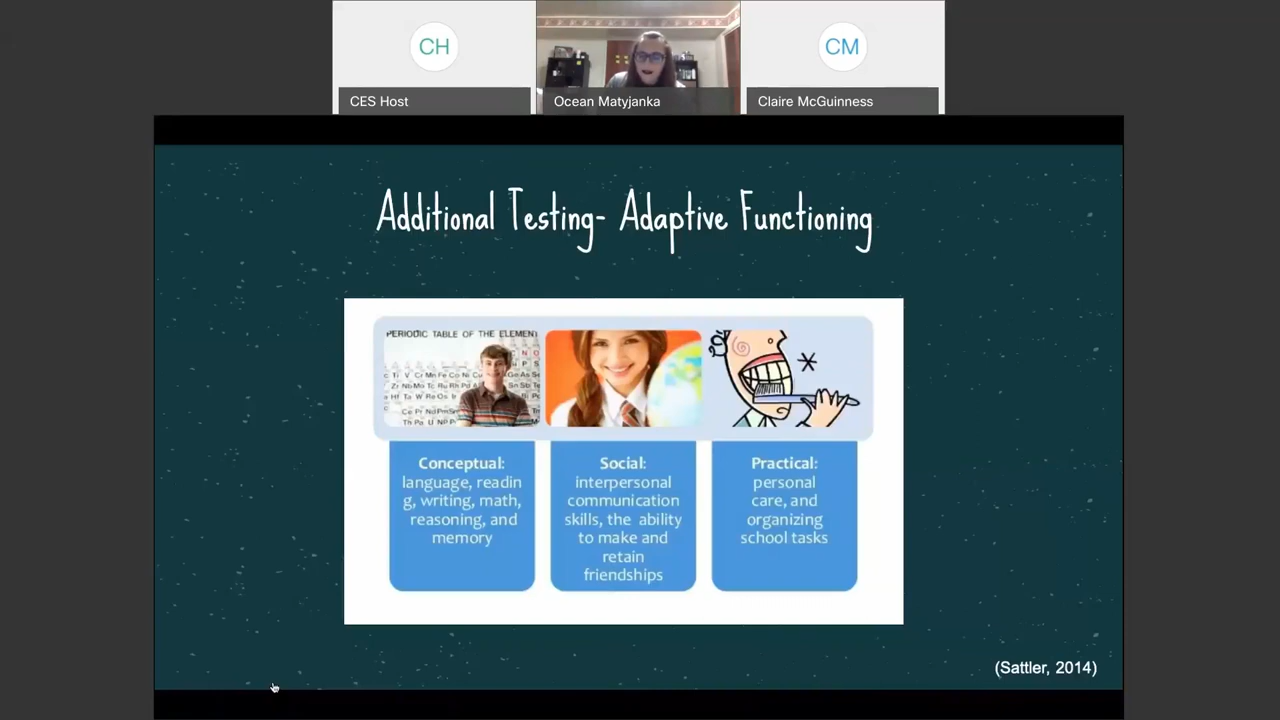 CH
CM
CES Host
Ocean Matyjanka
Claire McGuinness
Additional Testing- Adaptive Functioning
PERIODIC TABLE OF THE ELEMEN
Conceptual:
language, readin
g, writing, math,
reasoning, and
memory
Social:
interpersonal
communication
skills, the ability
to make and
retain
friendships
Practical:
personal
care, and
organizing
school tasks
(Sattler, 2014)